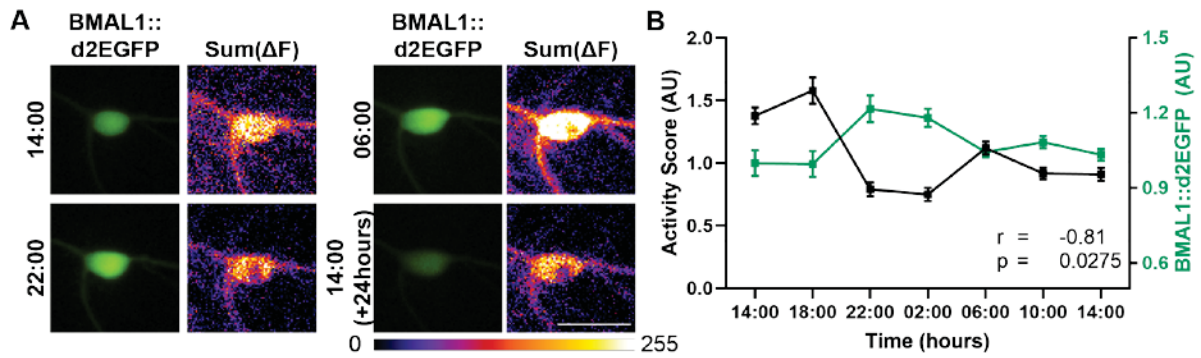 A
BMAL1::
d2EGFP
Sum(ΔF)
BMAL1::
d2EGFP
Sum(ΔF)
14:00
06:00
22:00
14:00
(+24hours)
0
255
B
Activity Score (AU)
2.0
1.5
1.0
0.5
0.0
14:00 18:00 22:00 02:00 06:00 10:00 14:00
Time (hours)
r = -0.81
p = 0.0275
1.5
1.2
0.9
0.6
BMAL1::d2EGFP (AU)